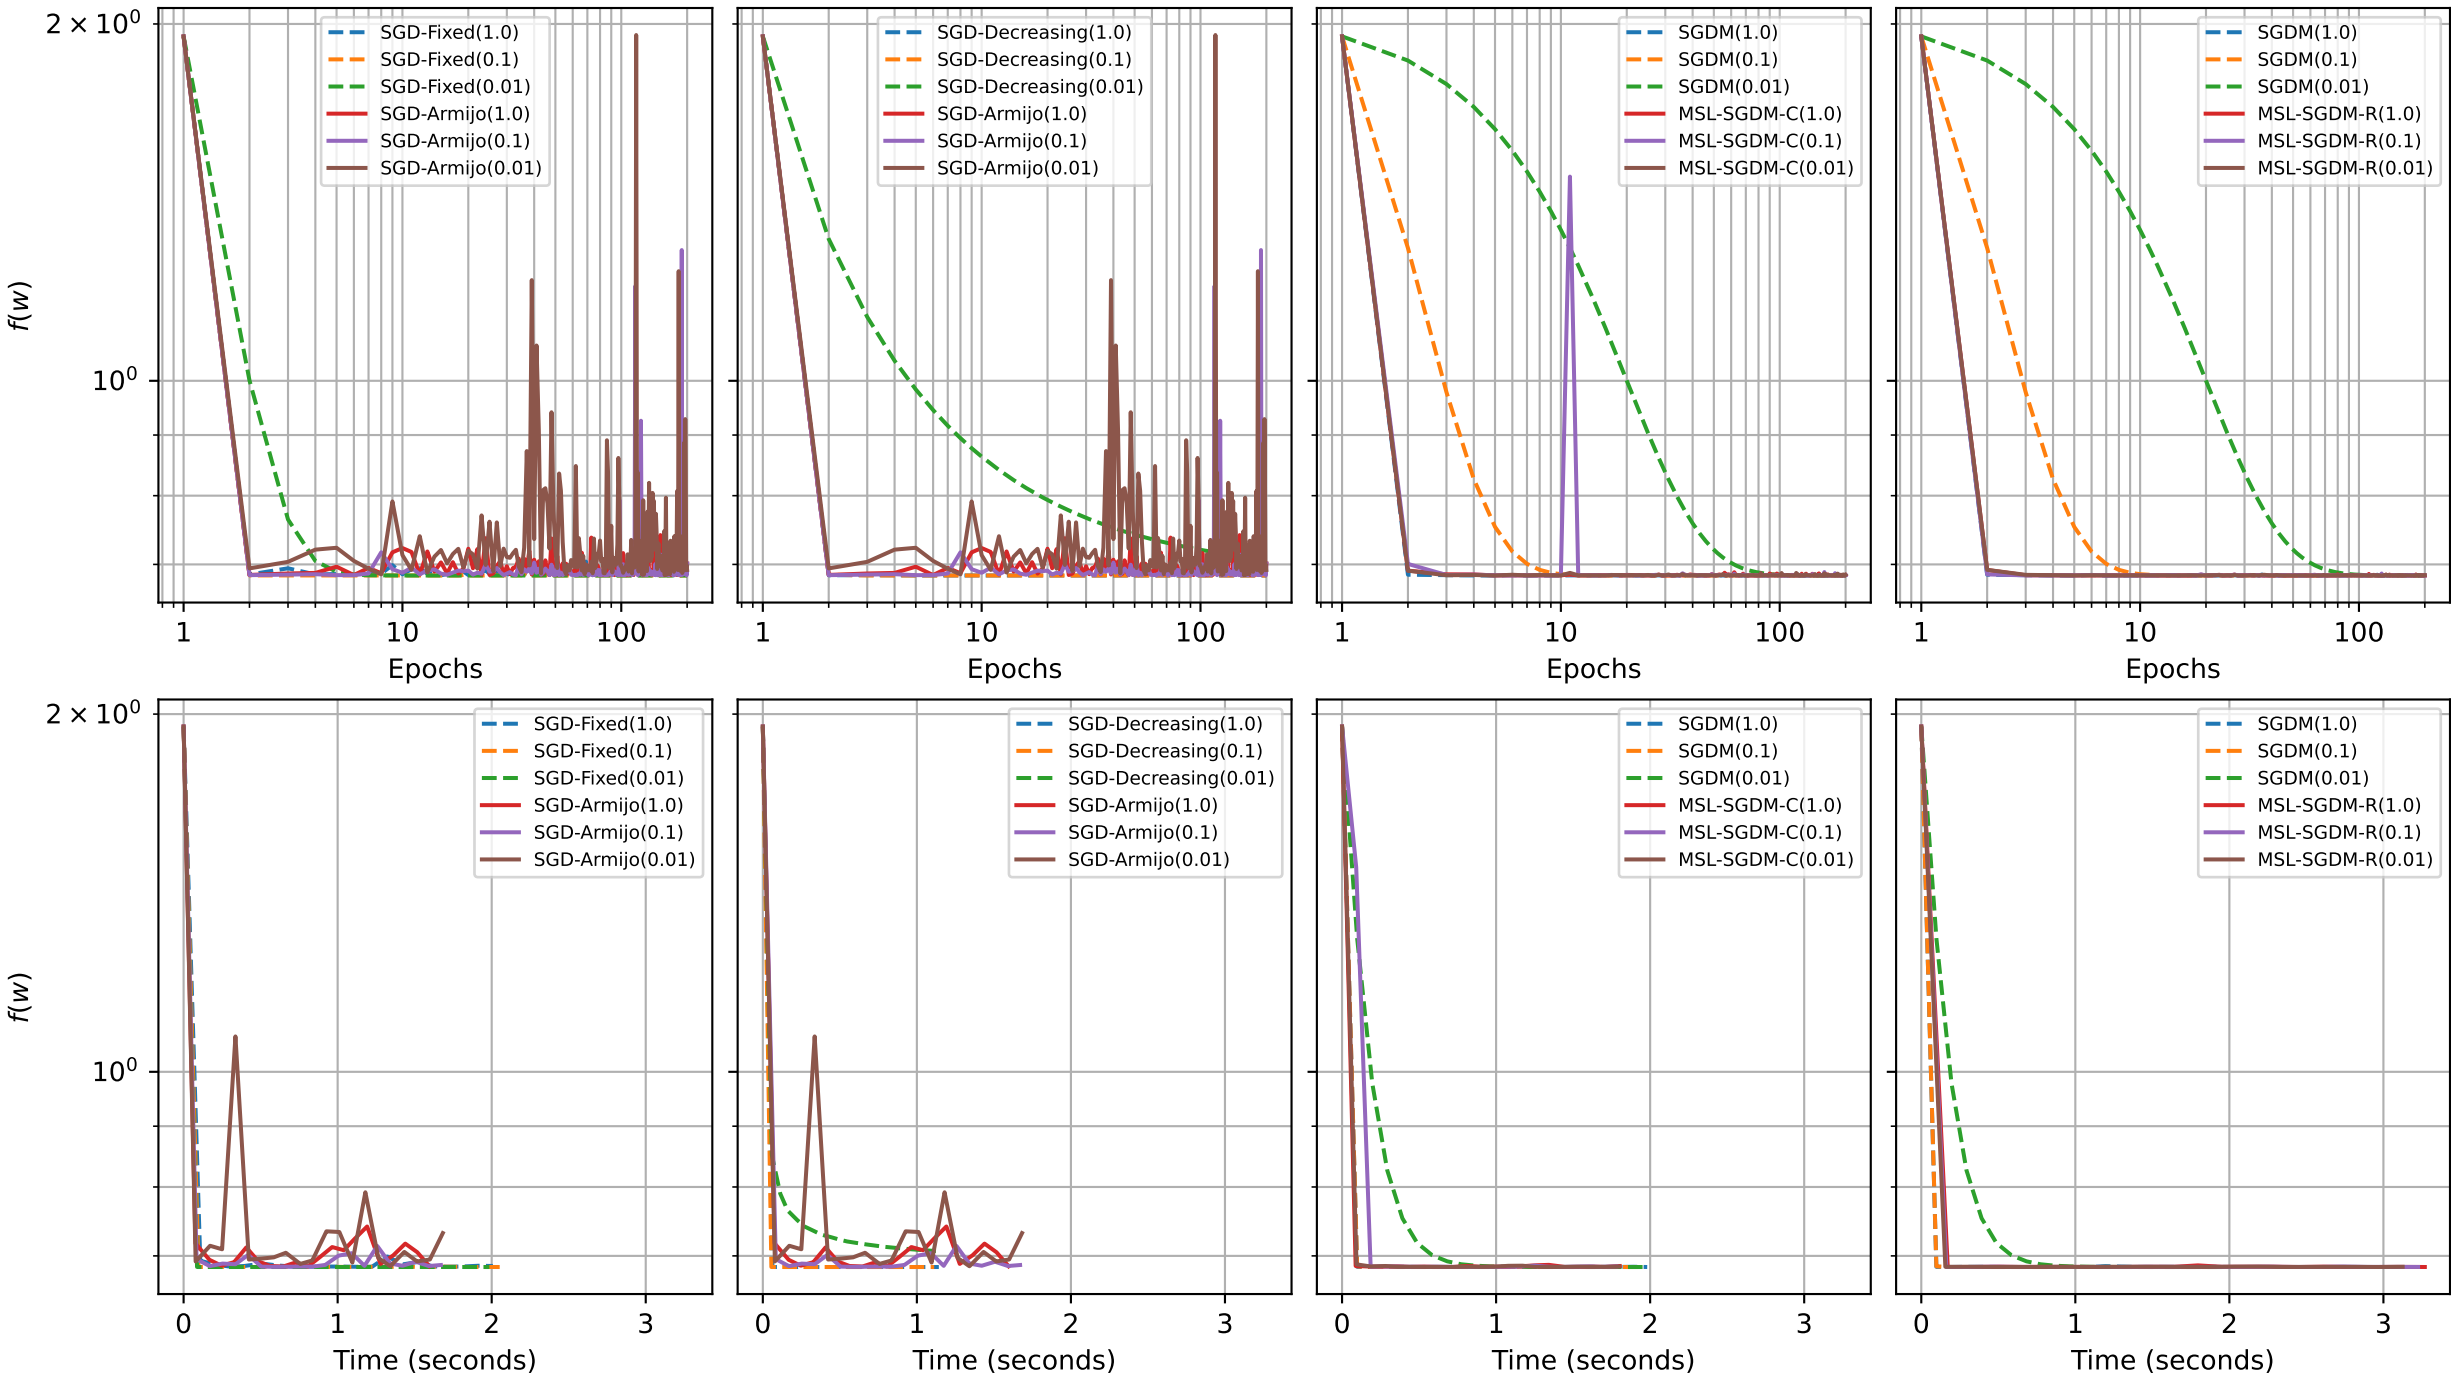 f(w)
2 × 10⁰
10⁰
SGD-Fixed(1.0)
SGD-Fixed(0.1)
SGD-Fixed(0.01)
SGD-Armijo(1.0)
SGD-Armijo(0.1)
SGD-Armijo(0.01)
1 10 100
Epochs
SGD-Decreasing(1.0)
SGD-Decreasing(0.1)
SGD-Decreasing(0.01)
SGD-Armijo(1.0)
SGD-Armijo(0.1)
SGD-Armijo(0.01)
1 10 100
Epochs
SGDM(1.0)
SGDM(0.1)
SGDM(0.01)
MSL-SGDM-C(1.0)
MSL-SGDM-C(0.1)
MSL-SGDM-C(0.01)
1 10 100
Epochs
SGDM(1.0)
SGDM(0.1)
SGDM(0.01)
MSL-SGDM-R(1.0)
MSL-SGDM-R(0.1)
MSL-SGDM-R(0.01)
1 10 100
Epochs
f(w)
2 × 10⁰
10⁰
SGD-Fixed(1.0)
SGD-Fixed(0.1)
SGD-Fixed(0.01)
SGD-Armijo(1.0)
SGD-Armijo(0.1)
SGD-Armijo(0.01)
0 1 2 3
Time (seconds)
SGD-Decreasing(1.0)
SGD-Decreasing(0.1)
SGD-Decreasing(0.01)
SGD-Armijo(1.0)
SGD-Armijo(0.1)
SGD-Armijo(0.01)
0 1 2 3
Time (seconds)
SGDM(1.0)
SGDM(0.1)
SGDM(0.01)
MSL-SGDM-C(1.0)
MSL-SGDM-C(0.1)
MSL-SGDM-C(0.01)
0 1 2 3
Time (seconds)
SGDM(1.0)
SGDM(0.1)
SGDM(0.01)
MSL-SGDM-R(1.0)
MSL-SGDM-R(0.1)
MSL-SGDM-R(0.01)
0 1 2 3
Time (seconds)